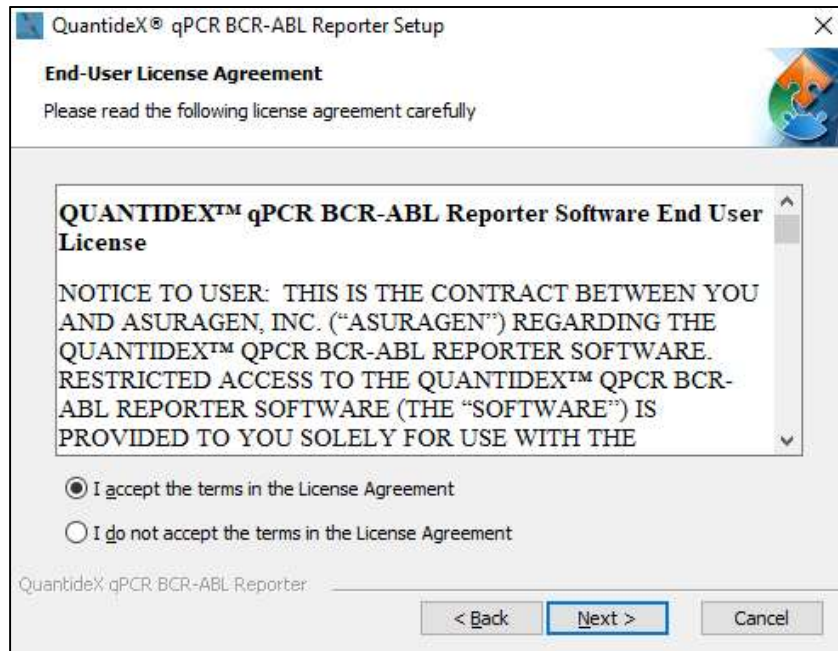 QuantideX® qPCR BCR-ABL Reporter Setup
End-User License Agreement
Please read the following license agreement carefully
QUANTIDEX™ qPCR BCR-ABL Reporter Software End User
License
NOTICE TO USER:  THIS IS THE CONTRACT BETWEEN YOU
AND ASURAGEN, INC. (“ASURAGEN”) REGARDING THE
QUANTIDEX™ QPCR BCR-ABL REPORTER SOFTWARE.
RESTRICTED ACCESS TO THE QUANTIDEX™ QPCR BCR-
ABL REPORTER SOFTWARE (THE “SOFTWARE”) IS
PROVIDED TO YOU SOLELY FOR USE WITH THE
I accept the terms in the License Agreement
I do not accept the terms in the License Agreement
QuantideX qPCR BCR-ABL Reporter
< Back Next > Cancel